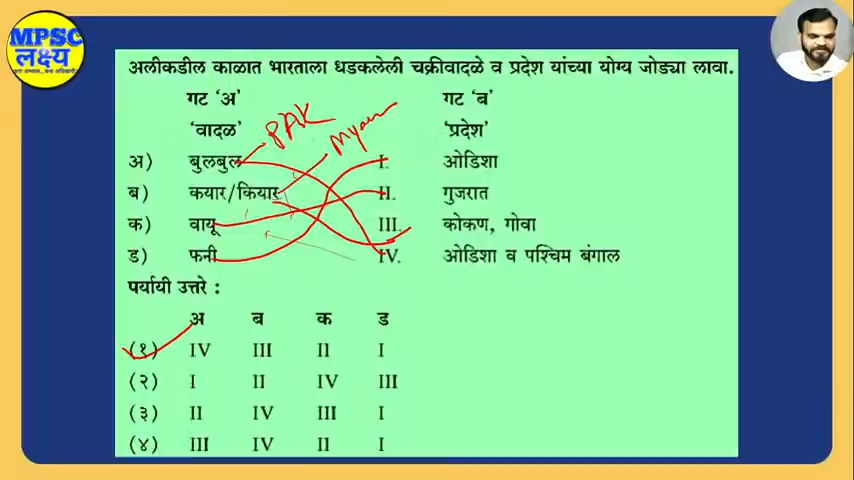 MPSC
लक्ष्य
अलीकडील काळात भारताला धडकलेली चक्रीवादळे व प्रदेश यांच्या योग्य जोड्या लावा.
गट ‘अ’ गट ‘ब’
‘वादळ’ ‘प्रदेश’
PAK
Myan
अ) बुलबुल I. ओडिशा
ब) कयार/कियार II. गुजरात
क) वायू III. कोकण, गोवा
ड) फनी IV. ओडिशा व पश्चिम बंगाल
पर्यायी उत्तरे :
अ ब क ड
(१) IV III II I
(२) I II IV III
(३) II IV III I
(४) III IV II I